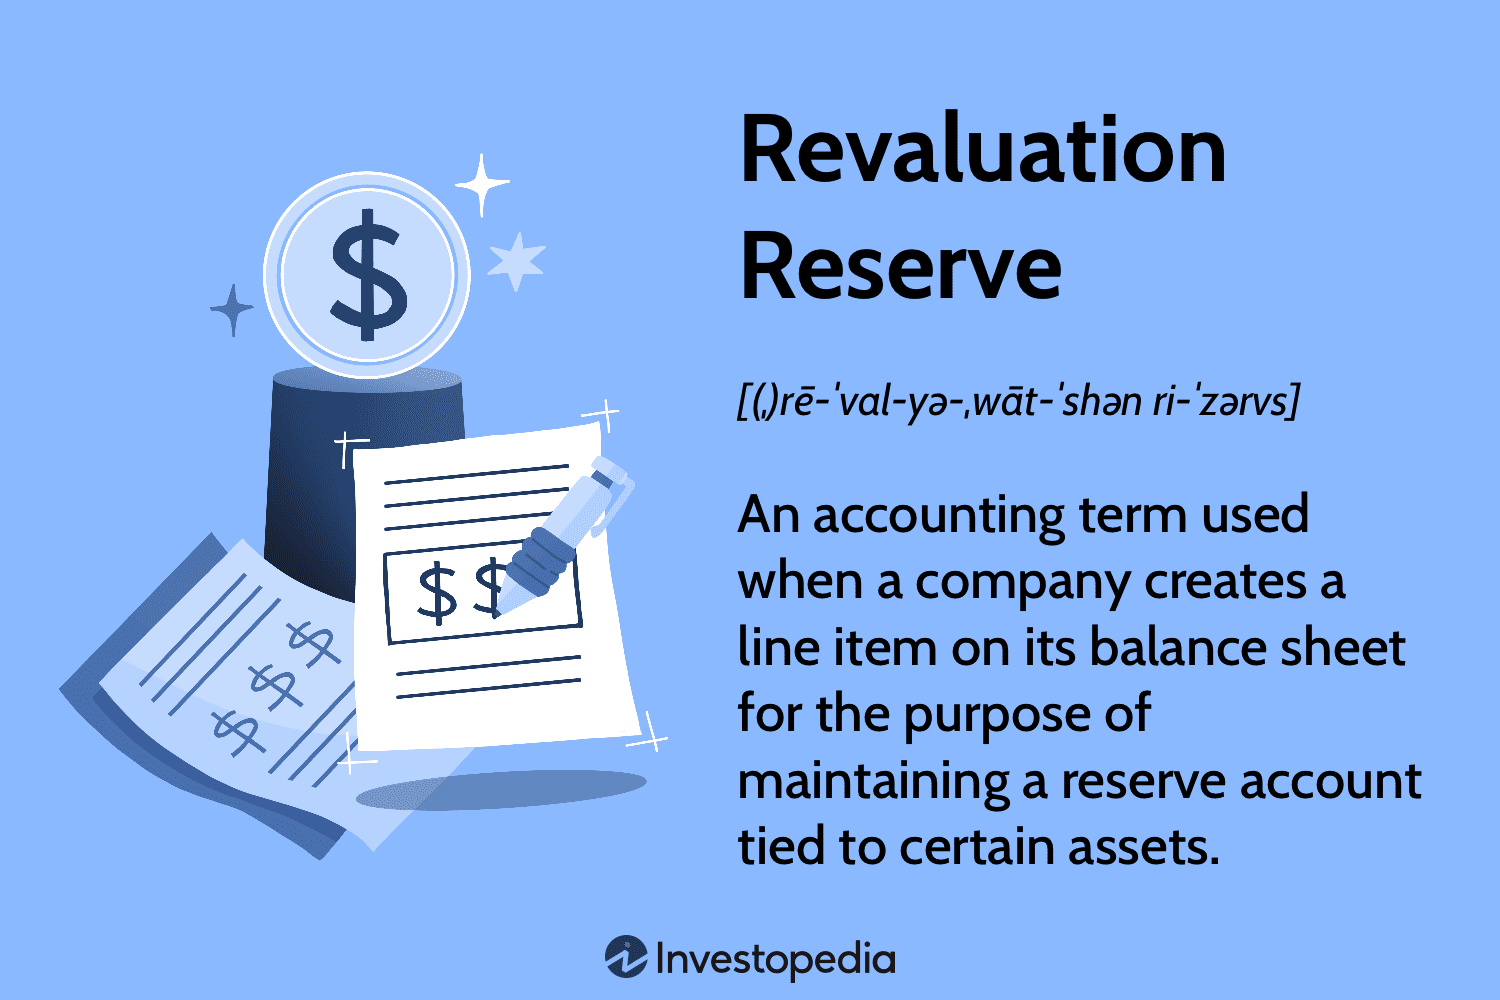 $
Revaluation
Reserve
[(ˌ)rē-ˈval-yə-ˌwāt-ˈshən ri-ˈzərvs]
An accounting term used
when a company creates a
line item on its balance sheet
for the purpose of
maintaining a reserve account
tied to certain assets.
$ $
$
$
$
Investopedia